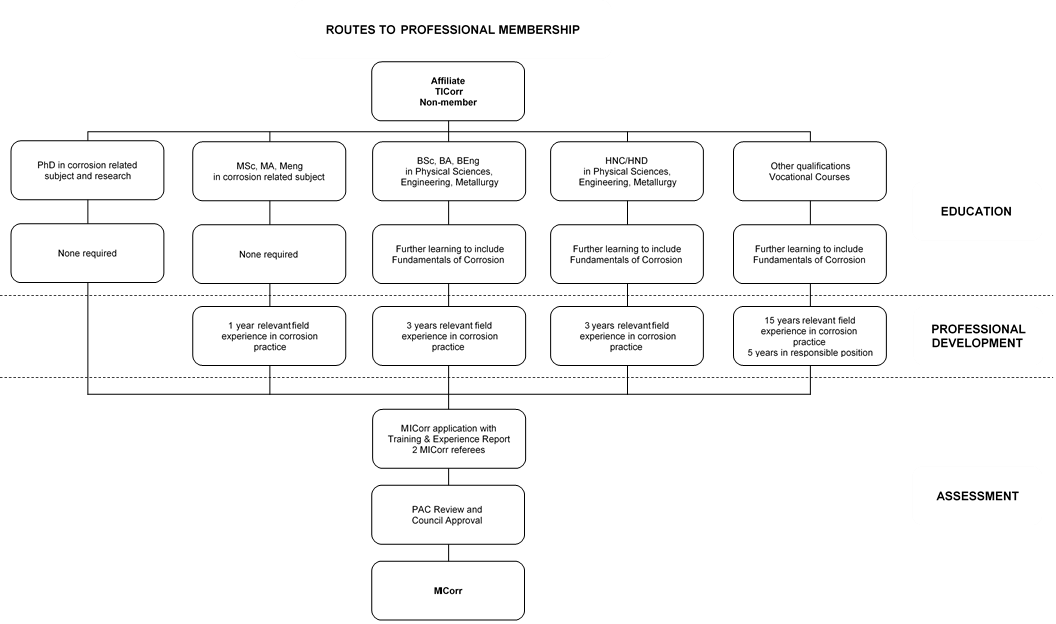 ROUTES TO PROFESSIONAL MEMBERSHIP
Affiliate
TICorr
Non-member
PhD in corrosion related
subject and research
MSc, MA, Meng
in corrosion related subject
BSc, BA, BEng
in Physical Sciences,
Engineering, Metallurgy
HNC/HND
in Physical Sciences,
Engineering, Metallurgy
Other qualifications
Vocational Courses
EDUCATION
None required
None required
Further learning to include
Fundamentals of Corrosion
Further learning to include
Fundamentals of Corrosion
Further learning to include
Fundamentals of Corrosion
1 year relevant field
experience in corrosion
practice
3 years relevant field
experience in corrosion
practice
3 years relevant field
experience in corrosion
practice
15 years relevant field
experience in corrosion
practice
5 years in responsible position
PROFESSIONAL
DEVELOPMENT
MICorr application with
Training & Experience Report
2 MICorr referees
PAC Review and
Council Approval
ASSESSMENT
MICorr